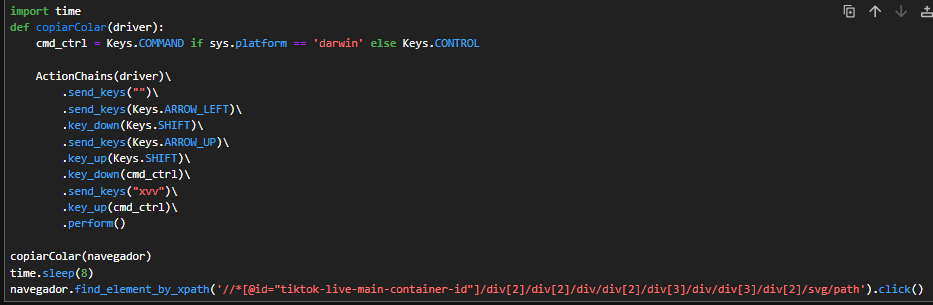 import time
def copiarColar(driver):
    cmd_ctrl = Keys.COMMAND if sys.platform == 'darwin' else Keys.CONTROL
    ActionChains(driver)\
        .send_keys("")\
        .send_keys(Keys.ARROW_LEFT)\
        .key_down(Keys.SHIFT)\
        .send_keys(Keys.ARROW_UP)\
        .key_up(Keys.SHIFT)\
        .key_down(cmd_ctrl)\
        .send_keys("xvv")\
        .key_up(cmd_ctrl)\
        .perform()
copiarColar(navegador)
time.sleep(8)
navegador.find_element_by_xpath('//*[@id="tiktok-live-main-container-id"]/div[2]/div[2]/div/div[2]/div[3]/div/div[3]/div[2]/svg/path').click()